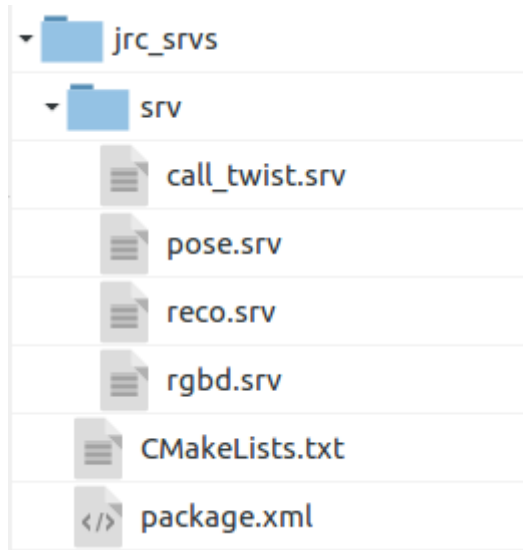 jrc_srvs
srv
call_twist.srv
pose.srv
reco.srv
rgbd.srv
CMakeLists.txt
package.xml